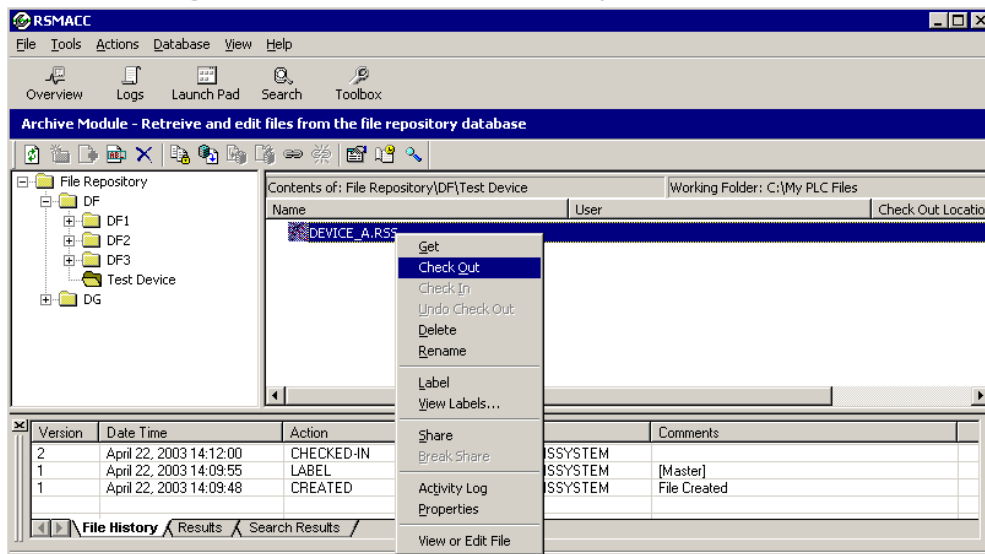 RSMACC
File Tools Actions Database View Help
Overview Logs Launch Pad Search Toolbox
Archive Module - Retreive and edit files from the file repository database
File Repository
DF
DF1
DF2
DF3
Test Device
DG
Contents of: File Repository\DF\Test Device Working Folder: C:\My PLC Files
Name User Check Out Locatio
DEVICE_A.RSS
Get
Check Out
Check In
Undo Check Out
Delete
Rename
Label
View Labels...
Share
Break Share
Activity Log
Properties
View or Edit File
Version Date Time Action Comments
2 April 22, 2003 14:12:00 CHECKED-IN ISSYSTEM
1 April 22, 2003 14:09:55 LABEL ISSYSTEM [Master]
1 April 22, 2003 14:09:48 CREATED ISSYSTEM File Created
File History Results Search Results